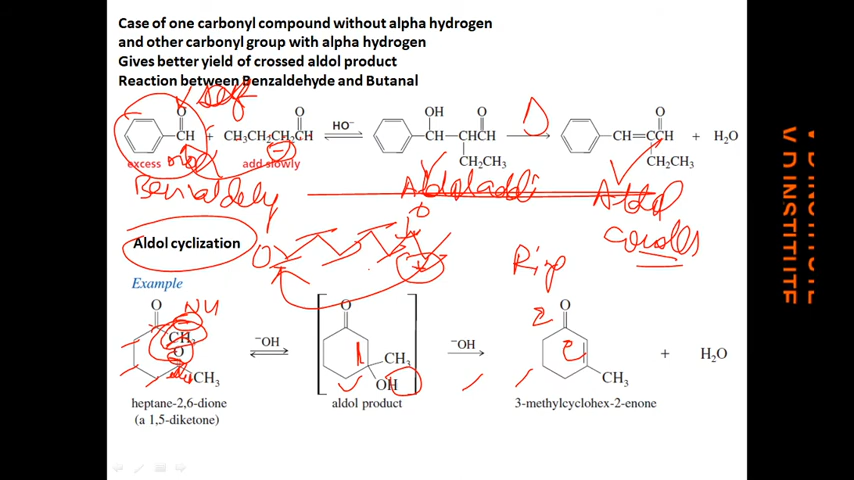 Case of one carbonyl compound without alpha hydrogen
and other carbonyl group with alpha hydrogen
Gives better yield of crossed aldol product
Reaction between Benzaldehyde and Butanal
O
CH + CH₃CH₂CH₂CH
O
HO⁻
OH O
CH CHCH
CH₂CH₃
O
CH CCH + H₂O
CH₂CH₃
excess add slowly
Aldol cyclization
Ring
Example
O
CH₃
O
CH₃
⁻OH
O
CH₃
OH
⁻OH
O
CH₃
+ H₂O
heptane-2,6-dione aldol product 3-methylcyclohex-2-enone
(a 1,5-diketone)
V D INSTITUTE